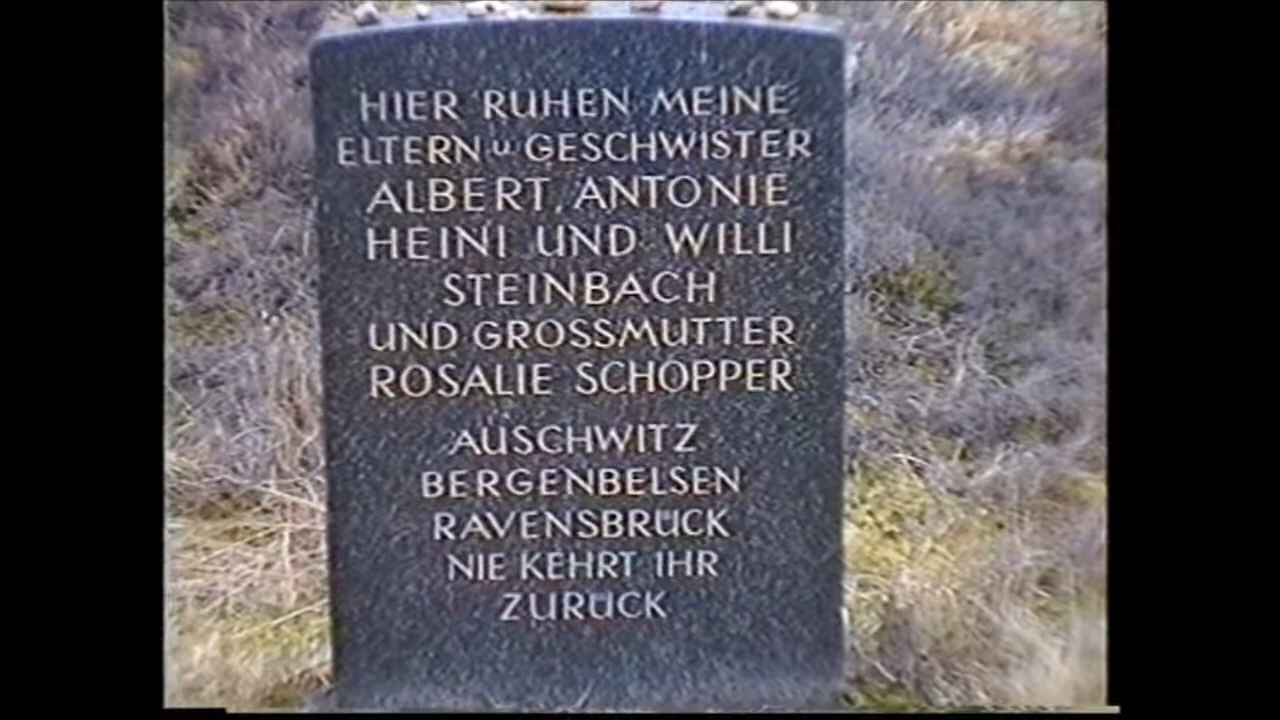 HIER RUHEN MEINE
ELTERN u GESCHWISTER
ALBERT, ANTONIE
HEINI UND WILLI
STEINBACH
UND GROSSMUTTER
ROSALIE SCHOPPER
AUSCHWITZ
BERGENBELSEN
RAVENSBRÜCK
NIE KEHRT IHR
ZURÜCK